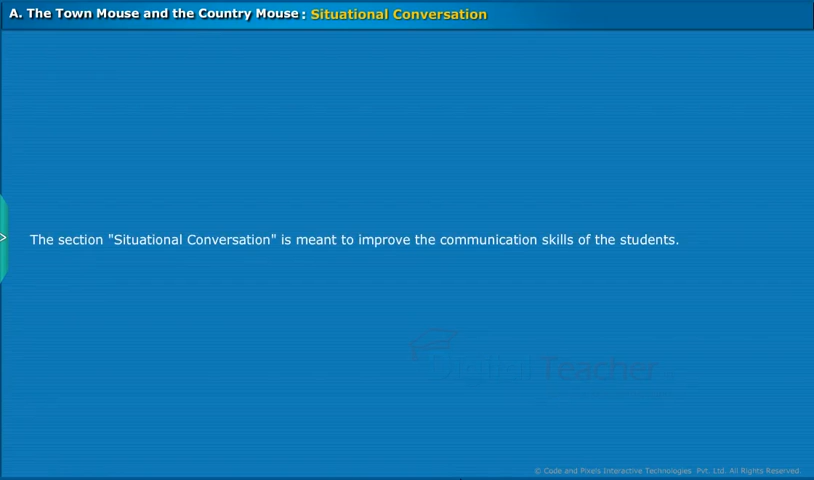 A. The Town Mouse and the Country Mouse : Situational Conversation
>
The section "Situational Conversation" is meant to improve the communication skills of the students.
Teacher
© Code and Pixels Interactive Technologies Pvt. Ltd. All Rights Reserved.